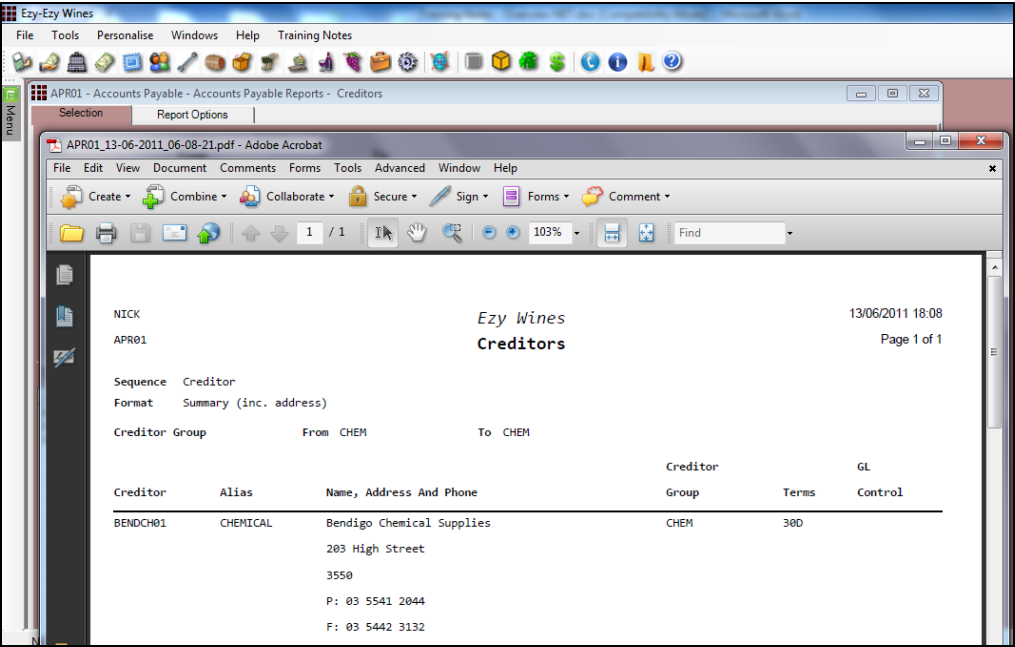 Ezy-Ezy Wines
File Tools Personalise Windows Help Training Notes
Menu
APR01 - Accounts Payable - Accounts Payable Reports - Creditors
Selection Report Options
APR01_13-06-2011_06-08-21.pdf - Adobe Acrobat
File Edit View Document Comments Forms Tools Advanced Window Help
Create Combine Collaborate Secure Sign Forms Comment
1 / 1 103% Find
NICK Ezy Wines 13/06/2011 18:08
APR01 Creditors Page 1 of 1
Sequence Creditor
Format Summary (inc. address)
Creditor Group From CHEM To CHEM
Creditor GL
Creditor Alias Name, Address And Phone Group Terms Control
BENDCH01 CHEMICAL Bendigo Chemical Supplies CHEM 30D
203 High Street
3550
P: 03 5541 2044
F: 03 5442 3132
N